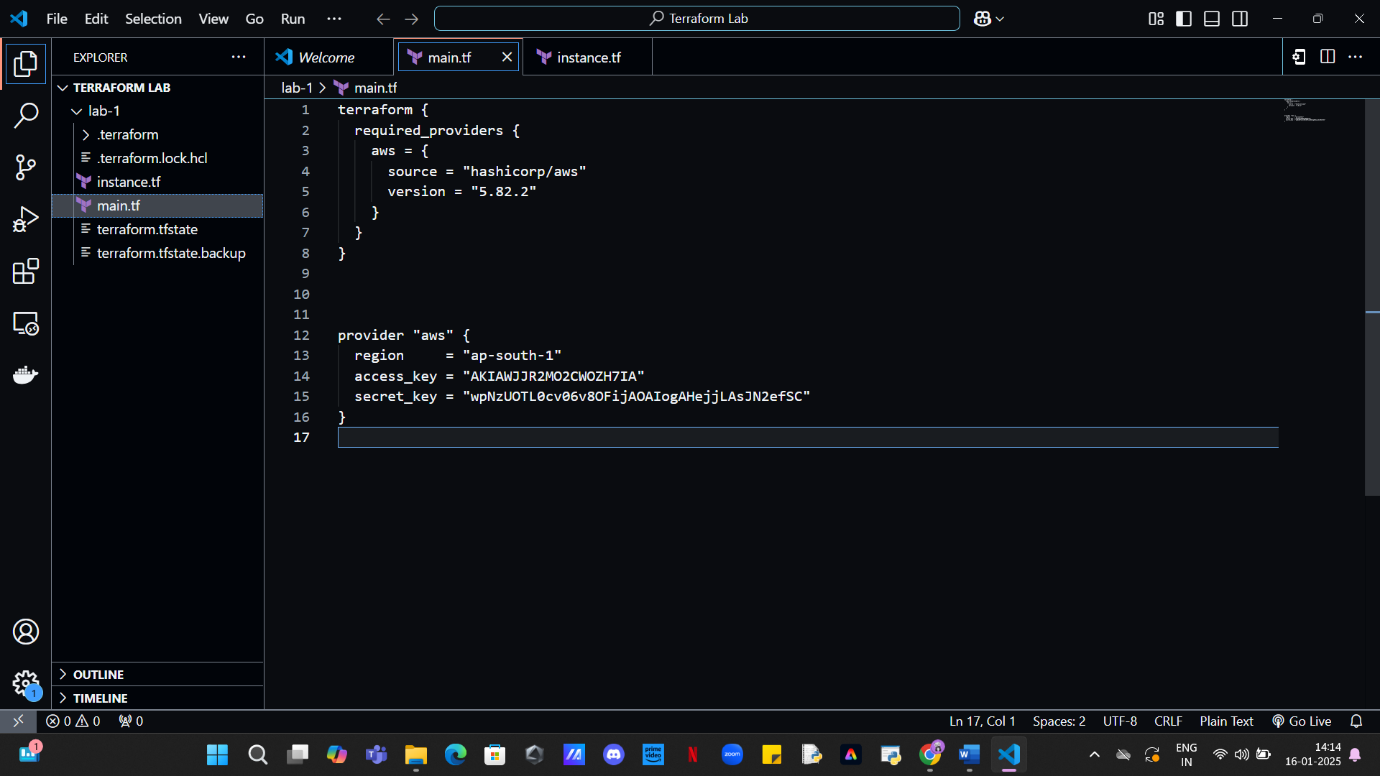 File Edit Selection View Go Run ··· Terraform Lab
EXPLORER ···
Welcome
main.tf
instance.tf
TERRAFORM LAB
lab-1
.terraform
.terraform.lock.hcl
instance.tf
main.tf
terraform.tfstate
terraform.tfstate.backup
OUTLINE
TIMELINE
1
lab-1 > main.tf
1 terraform {
2 required_providers {
3 aws = {
4 source = "hashicorp/aws"
5 version = "5.82.2"
6 }
7 }
8 }
9
10
11
12 provider "aws" {
13 region = "ap-south-1"
14 access_key = "AKIAWJJR2MO2CWOZH7IA"
15 secret_key = "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"
16 }
17
0 0 0 Ln 17, Col 1 Spaces: 2 UTF-8 CRLF Plain Text Go Live
1
prime video
N
zoom
W
ENG
IN
14:14
16-01-2025